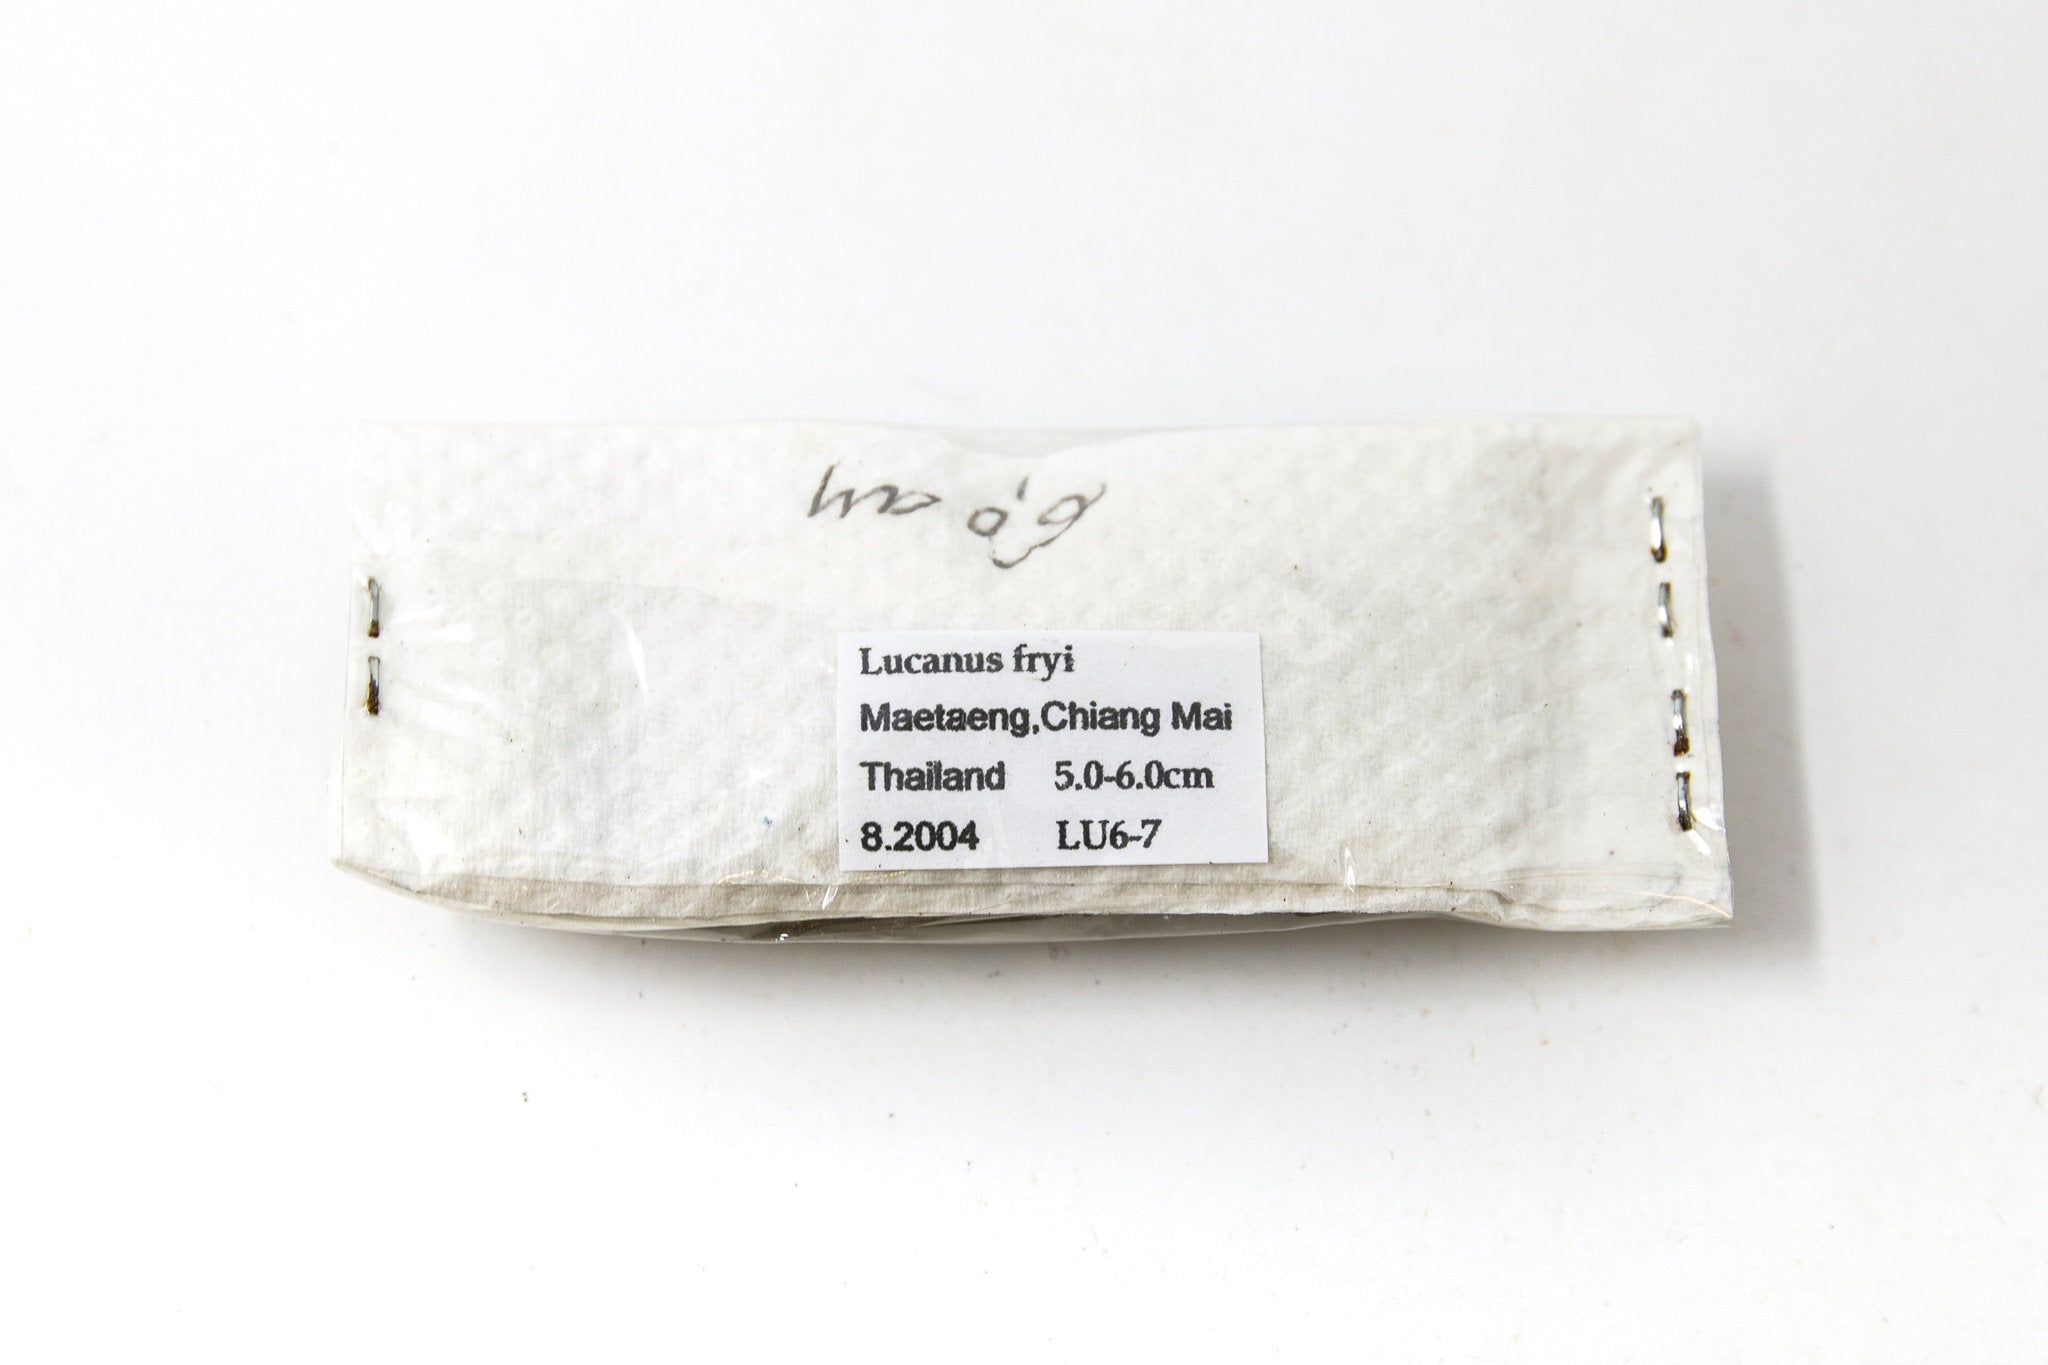 6,0 cm
Lucanus fryi
Maetaeng,Chiang Mai
Thailand 5.0-6.0cm
8.2004 LU6-7